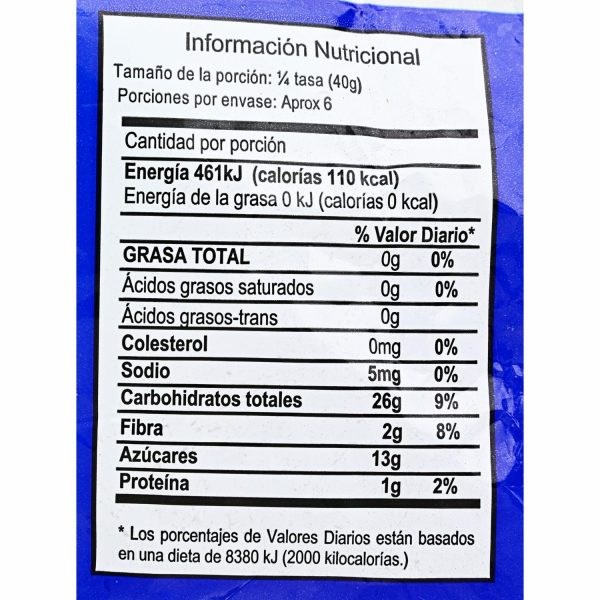 Información Nutricional
Tamaño de la porción: ¼ tasa (40g)
Porciones por envase: Aprox 6
Cantidad por porción
Energía 461kJ (calorías 110 kcal)
Energía de la grasa 0 kJ (calorías 0 kcal)
% Valor Diario*
GRASA TOTAL 0g 0%
Ácidos grasos saturados 0g 0%
Ácidos grasos-trans 0g
Colesterol 0mg 0%
Sodio 5mg 0%
Carbohidratos totales 26g 9%
Fibra 2g 8%
Azúcares 13g
Proteína 1g 2%
* Los porcentajes de Valores Diarios están basados
en una dieta de 8380 kJ (2000 kilocalorías.)